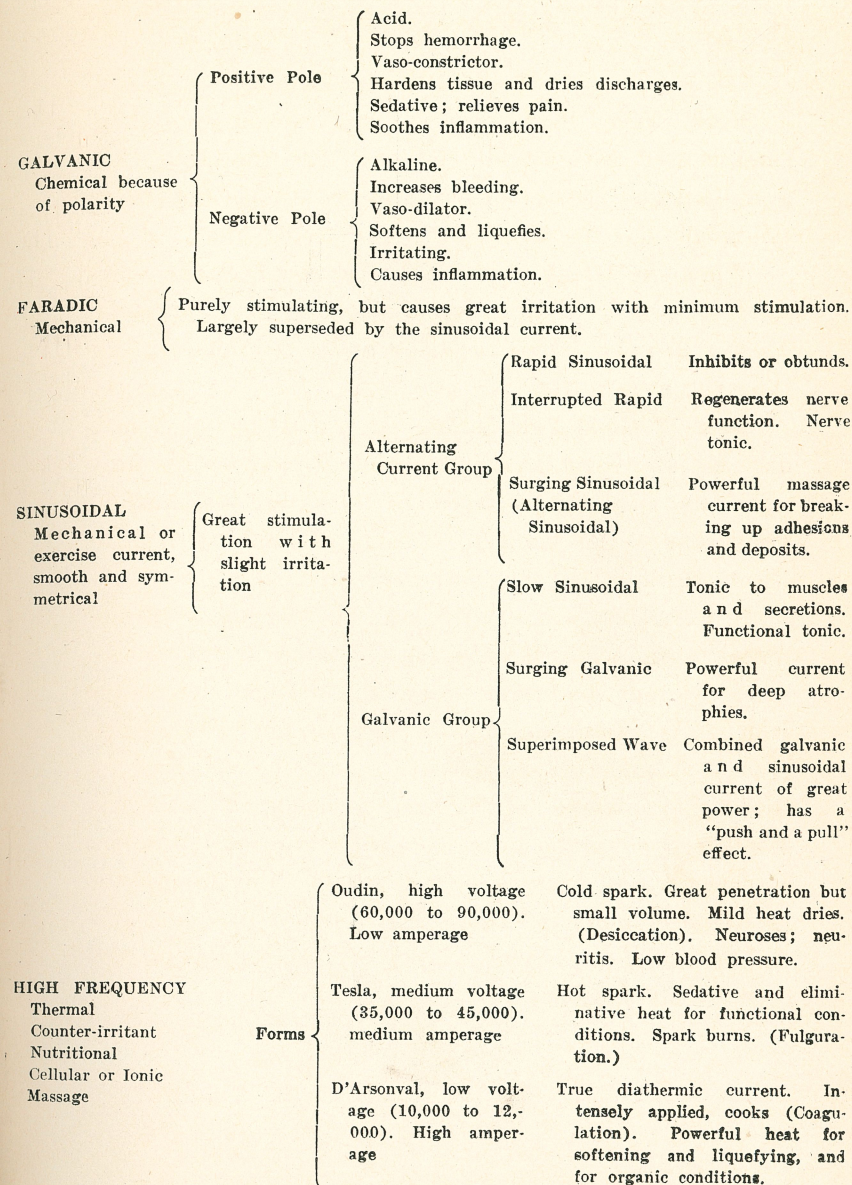 GALVANIC
Chemical because
of polarity
Positive Pole
Acid.
Stops hemorrhage.
Vaso-constrictor.
Hardens tissue and dries discharges.
Sedative; relieves pain.
Soothes inflammation.
Negative Pole
Alkaline.
Increases bleeding.
Vaso-dilator.
Softens and liquefies.
Irritating.
Causes inflammation.
FARADIC
Mechanical
Purely stimulating, but causes great irritation with minimum stimulation.
Largely superseded by the sinusoidal current.
SINUSOIDAL
Mechanical or
exercise current,
smooth and sym-
metrical
Great stimula-
tion with
slight irrita-
tion
Alternating
Current Group
Rapid Sinusoidal
Inhibits or obtunds.
Interrupted Rapid
Regenerates nerve
function. Nerve
tonic.
Surging Sinusoidal
(Alternating
Sinusoidal)
Powerful massage
current for break-
ing up adhesions
and deposits.
Galvanic Group
Slow Sinusoidal
Tonic to muscles
and secretions.
Functional tonic.
Surging Galvanic
Powerful current
for deep atro-
phies.
Superimposed Wave
Combined galvanic
and sinusoidal
current of great
power; has a
“push and a pull”
effect.
HIGH FREQUENCY
Thermal
Counter-irritant
Nutritional
Cellular or Ionic
Massage
Forms
Oudin, high voltage
(60,000 to 90,000).
Low amperage
Cold spark. Great penetration but
small volume. Mild heat dries.
(Desiccation). Neuroses; neu-
ritis. Low blood pressure.
Tesla, medium voltage
(35,000 to 45,000).
medium amperage
Hot spark. Sedative and elimi-
native heat for functional con-
ditions. Spark burns. (Fulgura-
tion.)
D'Arsonval, low volt-
age (10,000 to 12,-
000). High amper-
age
True diathermic current. In-
tensely applied, cooks (Coagu-
lation). Powerful heat for
softening and liquefying, and
for organic conditions.